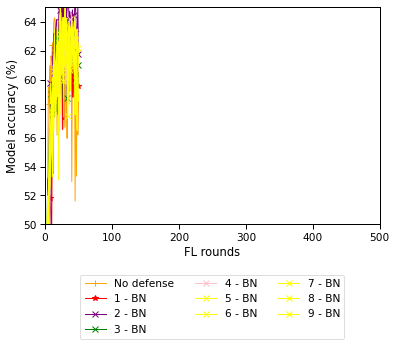 64
62
60
58
56
54
52
50
Model accuracy (%)
0 100 200 300 400 500
FL rounds
No defense
1 - BN
2 - BN
3 - BN
4 - BN
5 - BN
6 - BN
7 - BN
8 - BN
9 - BN